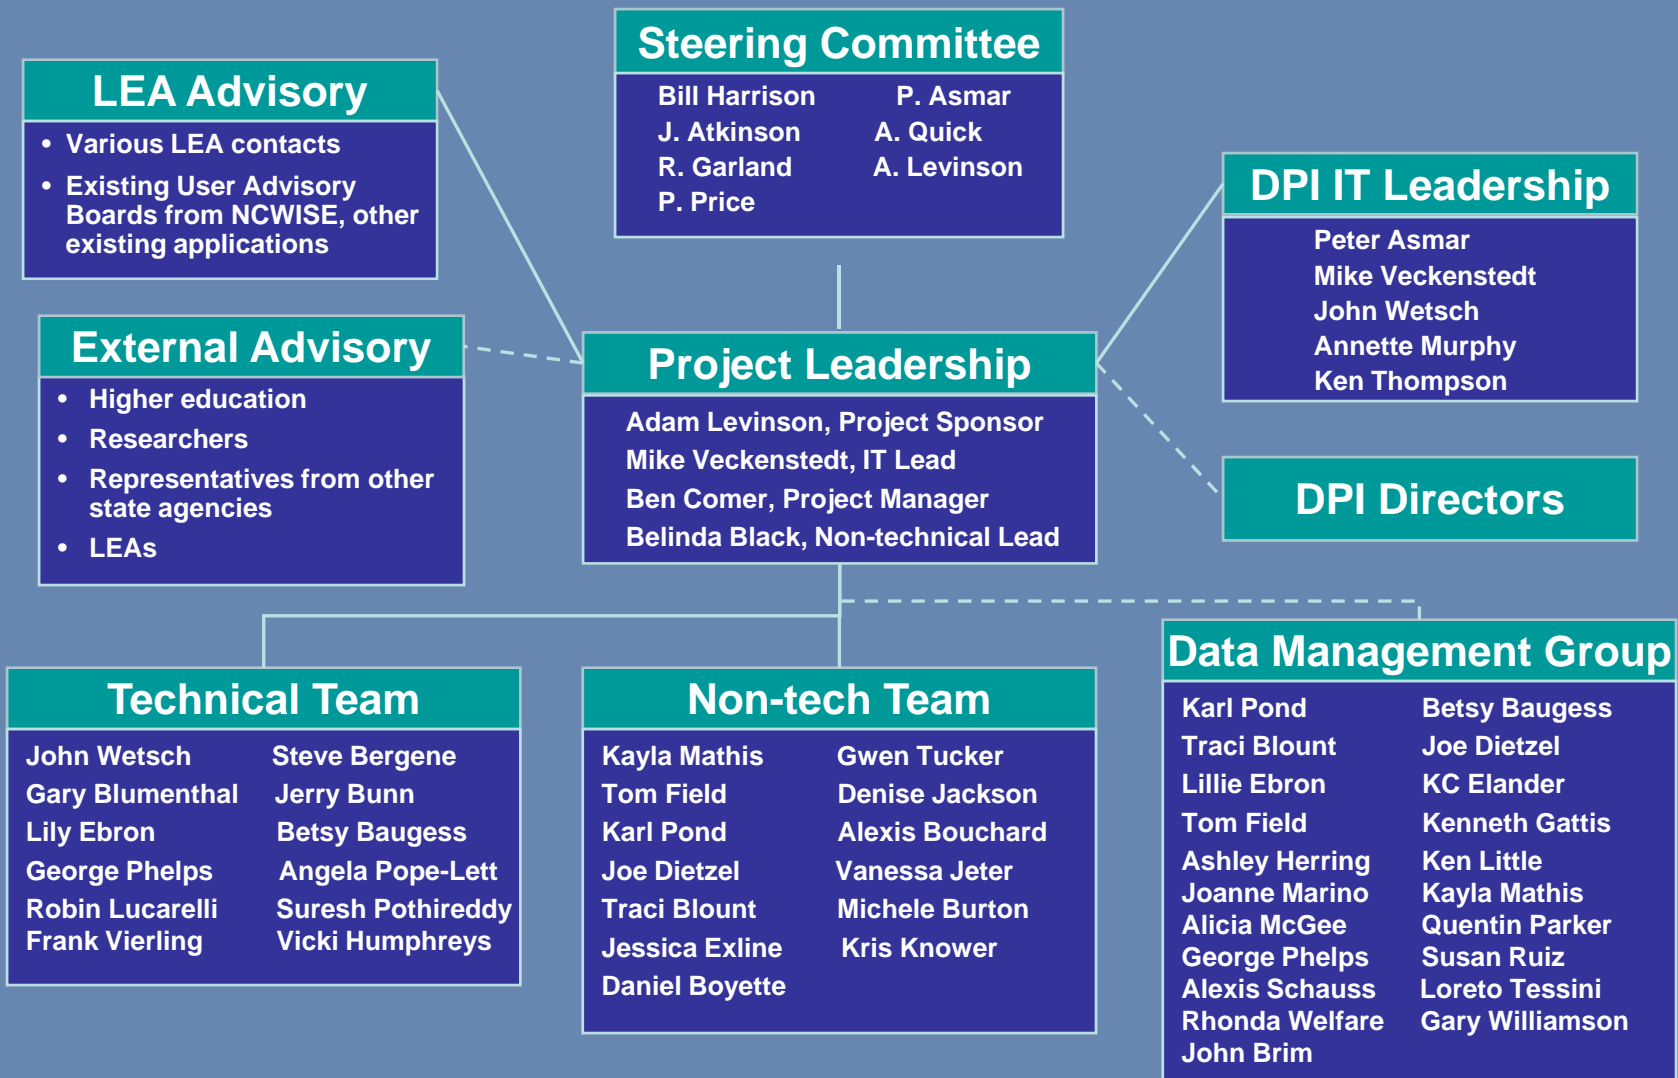 Steering Committee
Bill Harrison P. Asmar
J. Atkinson A. Quick
R. Garland A. Levinson
P. Price
LEA Advisory
• Various LEA contacts
• Existing User Advisory
Boards from NCWISE, other
existing applications
DPI IT Leadership
Peter Asmar
Mike Veckenstedt
John Wetsch
Annette Murphy
Ken Thompson
External Advisory
• Higher education
• Researchers
• Representatives from other
state agencies
• LEAs
Project Leadership
Adam Levinson, Project Sponsor
Mike Veckenstedt, IT Lead
Ben Comer, Project Manager
Belinda Black, Non-technical Lead
DPI Directors
Technical Team
John Wetsch Steve Bergene
Gary Blumenthal Jerry Bunn
Lily Ebron Betsy Baugess
George Phelps Angela Pope-Lett
Robin Lucarelli Suresh Pothireddy
Frank Vierling Vicki Humphreys
Non-tech Team
Kayla Mathis Gwen Tucker
Tom Field Denise Jackson
Karl Pond Alexis Bouchard
Joe Dietzel Vanessa Jeter
Traci Blount Michele Burton
Jessica Exline Kris Knower
Daniel Boyette
Data Management Group
Karl Pond Betsy Baugess
Traci Blount Joe Dietzel
Lillie Ebron KC Elander
Tom Field Kenneth Gattis
Ashley Herring Ken Little
Joanne Marino Kayla Mathis
Alicia McGee Quentin Parker
George Phelps Susan Ruiz
Alexis Schauss Loreto Tessini
Rhonda Welfare Gary Williamson
John Brim